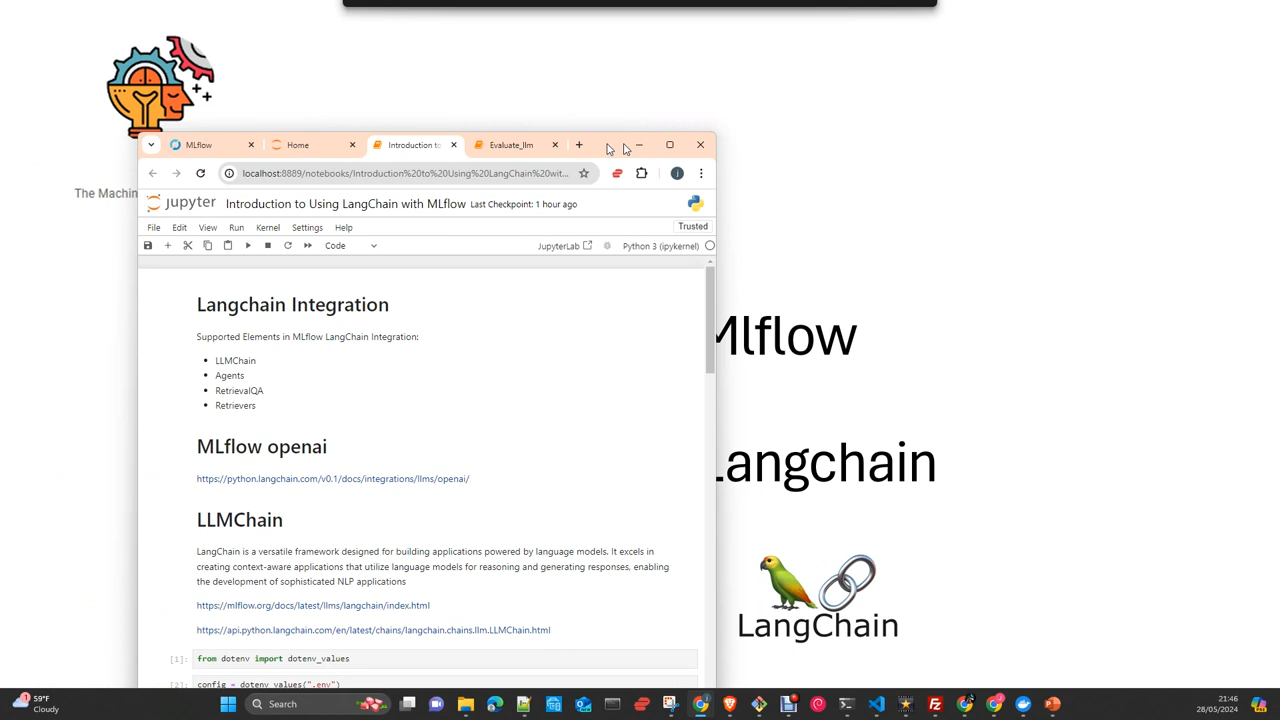 The Machin
MLflow
Home
Introduction to
Evaluate_llm
localhost:8889/notebooks/Introduction%20to%20Using%20LangChain%20wit...
jupyter Introduction to Using LangChain with MLflow Last Checkpoint: 1 hour ago
File Edit View Run Kernel Settings Help Trusted
Code JupyterLab Python 3 (ipykernel)
Langchain Integration
Supported Elements in MLflow LangChain Integration:
LLMChain
Agents
RetrievalQA
Retrievers
MLflow openai
https://python.langchain.com/v0.1/docs/integrations/llms/openai/
LLMChain
LangChain is a versatile framework designed for building applications powered by language models. It excels in
creating context-aware applications that utilize language models for reasoning and generating responses, enabling
the development of sophisticated NLP applications
https://mlflow.org/docs/latest/llms/langchain/index.html
https://api.python.langchain.com/en/latest/chains/langchain.chains.llm.LLMChain.html
[1]: from dotenv import dotenv_values
[2]: config = dotenv_values(".env")
Mlflow
Langchain
LangChain
59°F
Cloudy
Search
21:46
28/05/2024